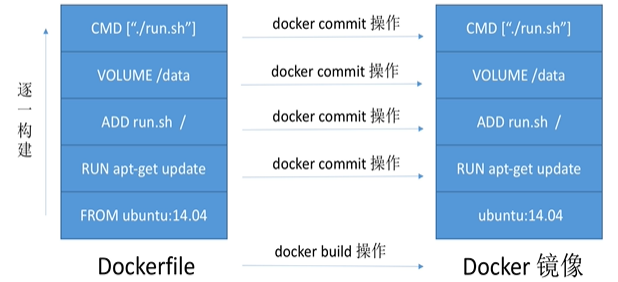 CMD [“./run.sh”]
docker commit 操作
CMD [“./run.sh”]
VOLUME /data
docker commit 操作
VOLUME /data
逐一构建
ADD run.sh /
docker commit 操作
ADD run.sh /
RUN apt-get update
docker commit 操作
RUN apt-get update
FROM ubuntu:14.04
ubuntu:14.04
docker build 操作
Dockerfile
Docker 镜像